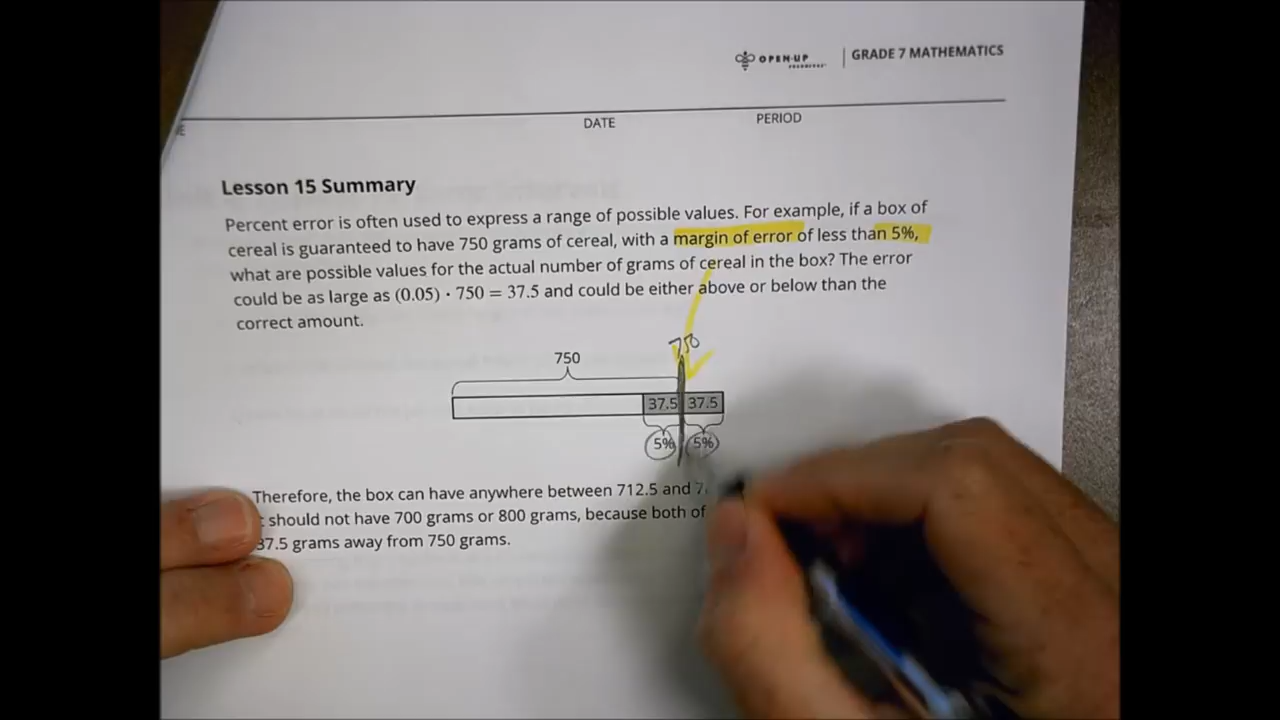 OPEN-UP
GRADE 7 MATHEMATICS
E
DATE
PERIOD
Lesson 15 Summary
Percent error is often used to express a range of possible values. For example, if a box of
cereal is guaranteed to have 750 grams of cereal, with a margin of error of less than 5%,
what are possible values for the actual number of grams of cereal in the box? The error
could be as large as (0.05) · 750 = 37.5 and could be either above or below than the
correct amount.
750
750
37.5 37.5
5% 5%
Therefore, the box can have anywhere between 712.5 and 7
should not have 700 grams or 800 grams, because both of
37.5 grams away from 750 grams.